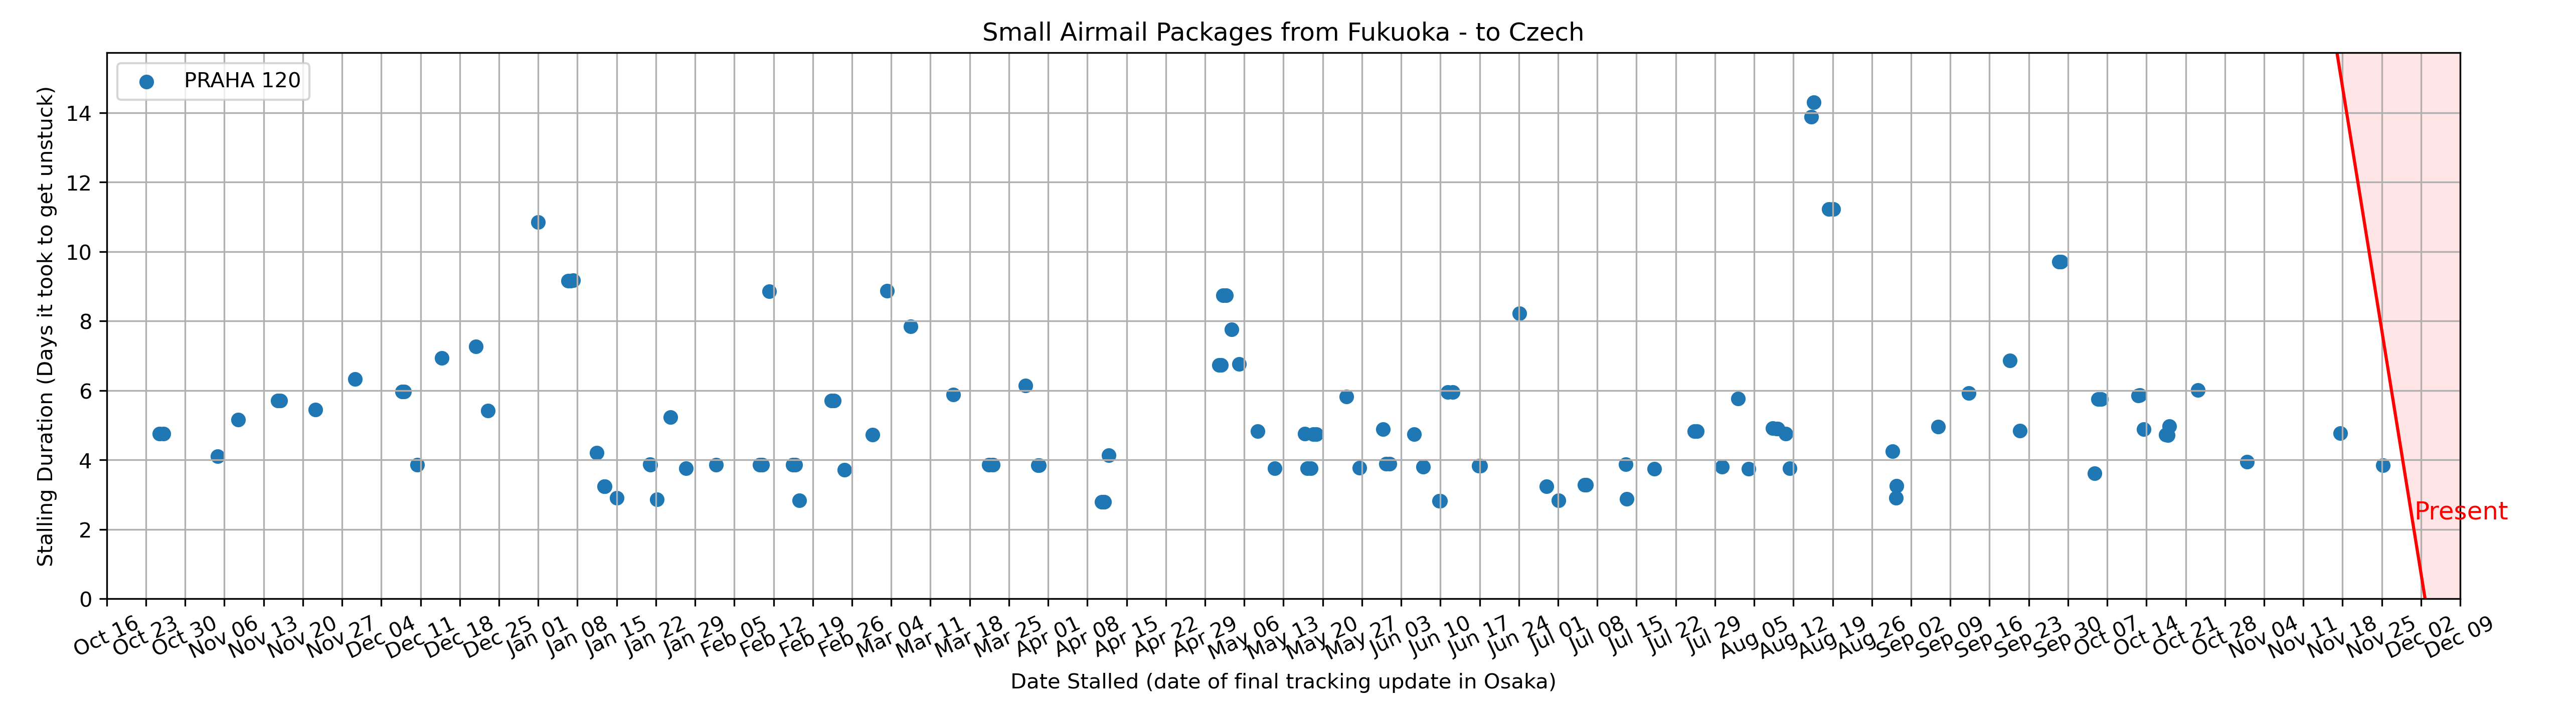 Small Airmail Packages from Fukuoka - to Czech
PRAHA 120
Stalling Duration (Days it took to get unstuck)
14
12
10
8
6
4
2
0
Present
Oct 16
Oct 23
Oct 30
Nov 06
Nov 13
Nov 20
Nov 27
Dec 04
Dec 11
Dec 18
Dec 25
Jan 01
Jan 08
Jan 15
Jan 22
Jan 29
Feb 05
Feb 12
Feb 19
Feb 26
Mar 04
Mar 11
Mar 18
Mar 25
Apr 01
Apr 08
Apr 15
Apr 22
Apr 29
May 06
May 13
May 20
May 27
Jun 03
Jun 10
Jun 17
Jun 24
Jul 01
Jul 08
Jul 15
Jul 22
Jul 29
Aug 05
Aug 12
Aug 19
Aug 26
Sep 02
Sep 09
Sep 16
Sep 23
Sep 30
Oct 07
Oct 14
Oct 21
Oct 28
Nov 04
Nov 11
Nov 18
Nov 25
Dec 02
Dec 09
Date Stalled (date of final tracking update in Osaka)